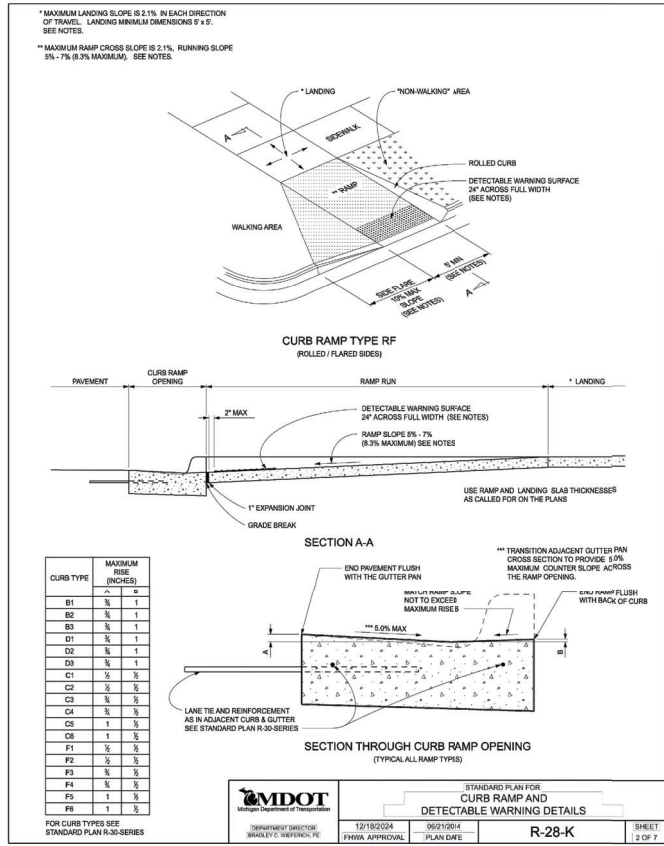 * MAXIMUM LANDING SLOPE IS 2.1% IN EACH DIRECTION
OF TRAVEL. LANDING MINIMUM DIMENSIONS 5' x 5'.
SEE NOTES.
** MAXIMUM RAMP CROSS SLOPE IS 2.1%, RUNNING SLOPE
5% - 7% (8.3% MAXIMUM). SEE NOTES.
* LANDING
"NON-WALKING" AREA
A
SIDEWALK
ROLLED CURB
DETECTABLE WARNING SURFACE
24" ACROSS FULL WIDTH
(SEE NOTES)
** RAMP
WALKING AREA
5' MIN
(SEE NOTES)
SIDE FLARE
10% MAX
SLOPE
(SEE NOTES)
A
CURB RAMP TYPE RF
(ROLLED / FLARED SIDES)
PAVEMENT
CURB RAMP
OPENING
RAMP RUN
* LANDING
2" MAX
DETECTABLE WARNING SURFACE
24" ACROSS FULL WIDTH (SEE NOTES)
RAMP SLOPE 5% - 7%
(8.3% MAXIMUM) SEE NOTES
USE RAMP AND LANDING SLAB THICKNESSES
AS CALLED FOR ON THE PLANS
1" EXPANSION JOINT
GRADE BREAK
SECTION A-A
CURB TYPE MAXIMUM RISE (INCHES)
A B
B1 ¾ 1
B2 ¾ 1
B3 ¾ 1
D1 ¾ 1
D2 ¾ 1
D3 ¾ 1
C1 ½ ½
C2 ½ ½
C3 ¾ ½
C4 ¾ ½
C5 1 ½
C6 1 ½
F1 ½ ½
F2 ½ ½
F3 ¾ ½
F4 ¾ ½
F5 1 ½
F6 1 ½
FOR CURB TYPES SEE
STANDARD PLAN R-30-SERIES
END PAVEMENT FLUSH
WITH THE GUTTER PAN
*** TRANSITION ADJACENT GUTTER PAN
CROSS SECTION TO PROVIDE 5.0%
MAXIMUM COUNTER SLOPE ACROSS
THE RAMP OPENING.
MATCH RAMP SLOPE
NOT TO EXCEED
MAXIMUM RISE B
END RAMP FLUSH
WITH BACK OF CURB
*** 5.0% MAX
A
B
LANE TIE AND REINFORCEMENT
AS IN ADJACENT CURB & GUTTER
SEE STANDARD PLAN R-30-SERIES
SECTION THROUGH CURB RAMP OPENING
(TYPICAL ALL RAMP TYPES)
MDOT
Michigan Department of Transportation
DEPARTMENT DIRECTOR
BRADLEY C. WIEFERICH, PE
STANDARD PLAN FOR
CURB RAMP AND
DETECTABLE WARNING DETAILS
12/18/2024
FHWA APPROVAL
06/21/2014
PLAN DATE
R-28-K
SHEET
2 OF 7